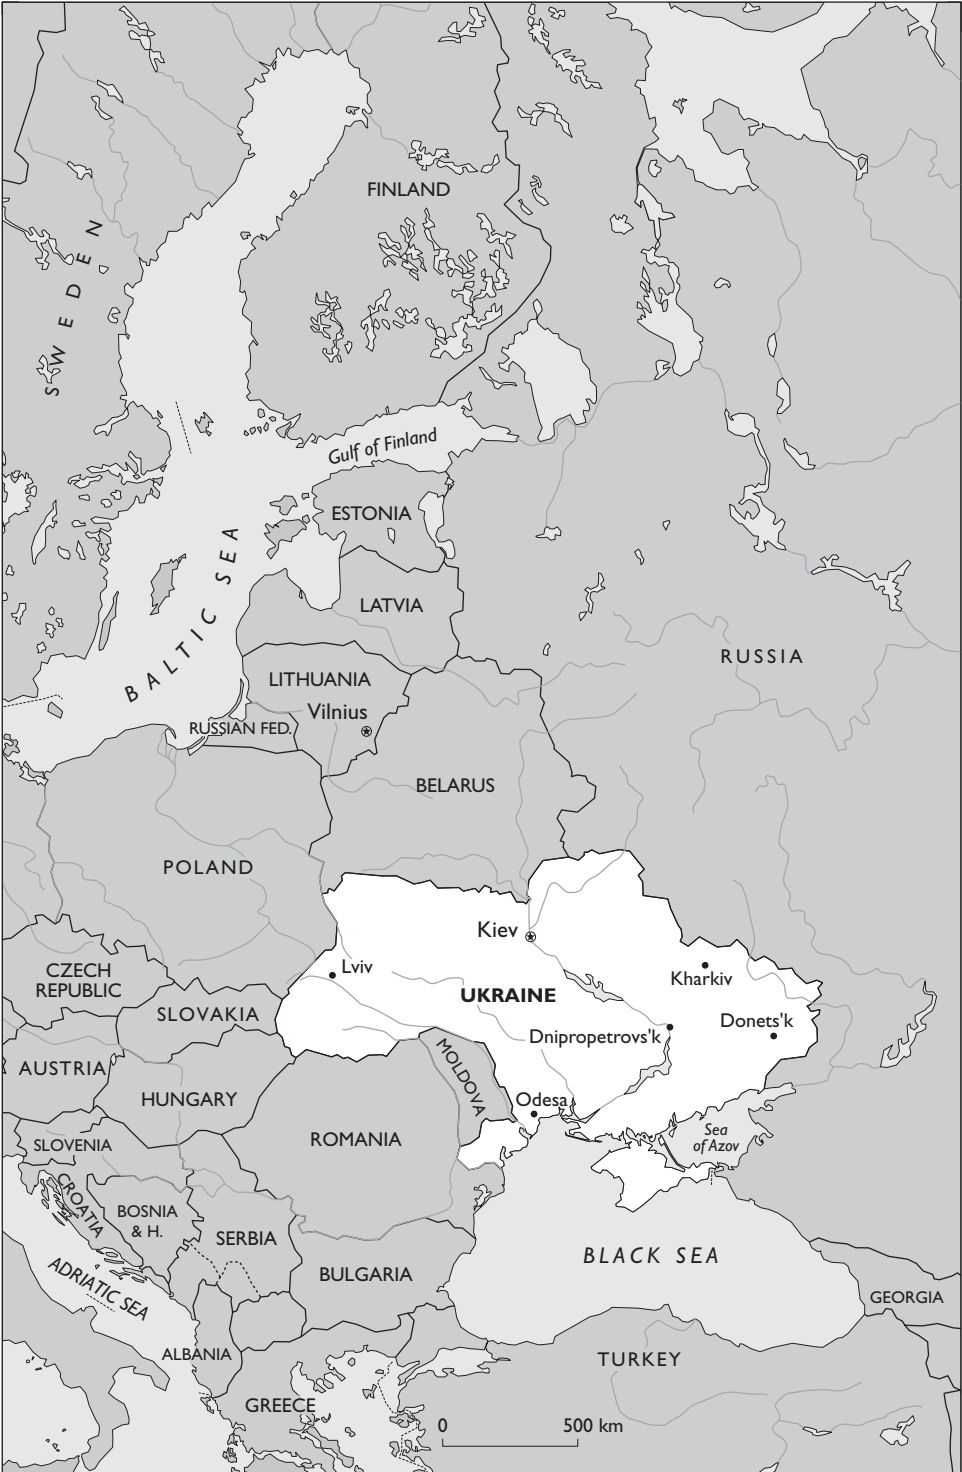 FINLAND
SWEDEN
Gulf of Finland
ESTONIA
BALTIC SEA
LATVIA
RUSSIA
LITHUANIA
Vilnius
RUSSIAN FED.
BELARUS
POLAND
Kiev
Lviv
Kharkiv
CZECH
REPUBLIC
UKRAINE
SLOVAKIA
Donets'k
Dnipropetrovs'k
AUSTRIA
MOLDOVA
HUNGARY
Odesa
ROMANIA
Sea
of Azov
SLOVENIA
CROATIA
BOSNIA
& H.
SERBIA
BLACK SEA
BULGARIA
ADRIATIC SEA
GEORGIA
ALBANIA
TURKEY
GREECE
0 500 km